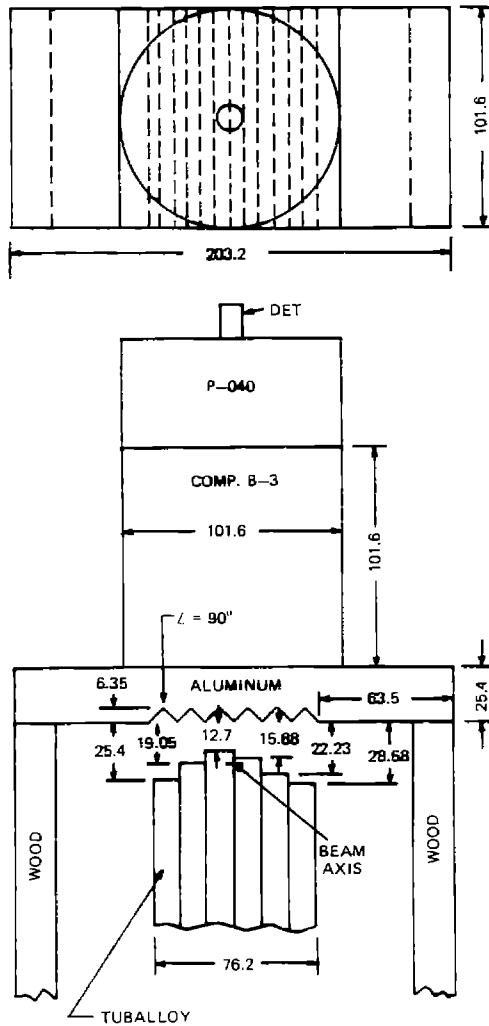 101.6
203.2
DET
P-040
COMP. B-3
101.6
101.6
∠ = 90"
ALUMINUM
6.35
63.5
25.4
25.4
19.05
12.7
15.88
22.23
28.58
BEAM
AXIS
WOOD
WOOD
76.2
TUBALLOY